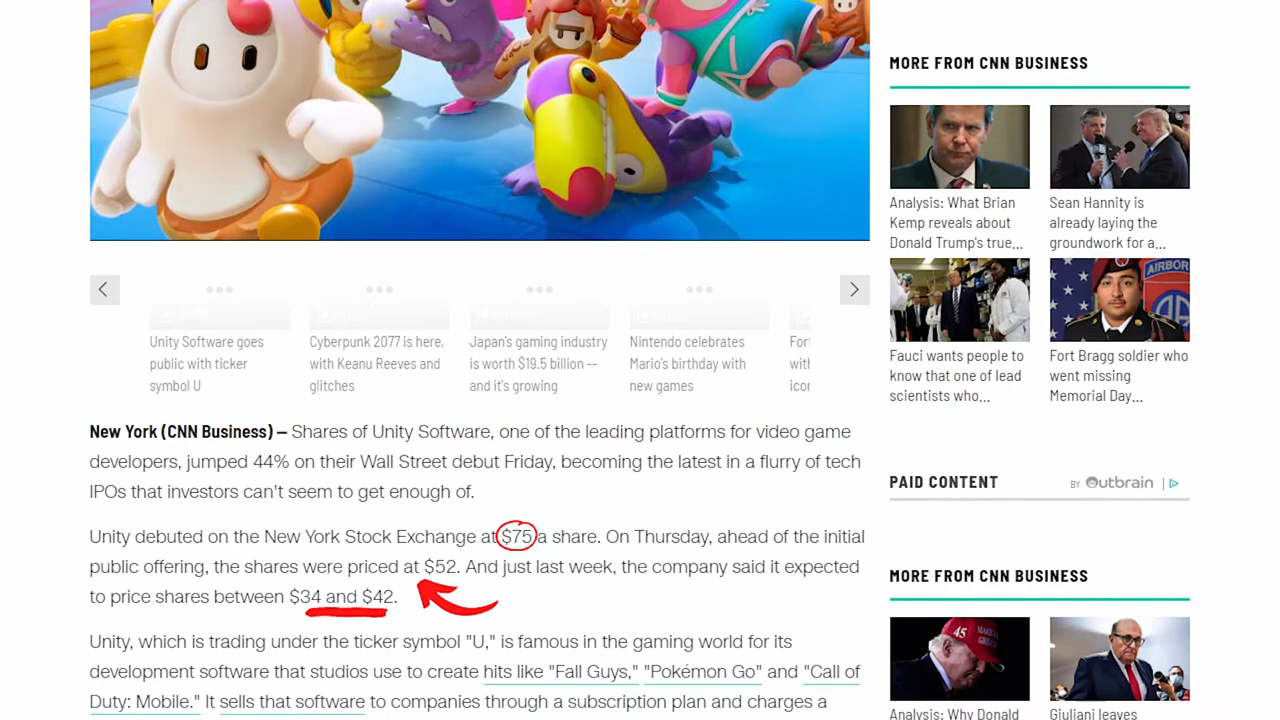 MORE FROM CNN BUSINESS
Analysis: What Brian
Kemp reveals about
Donald Trump's true...
Sean Hannity is
already laying the
groundwork for a...
AIRBORNE
Fauci wants people to
know that one of lead
scientists who...
Fort Bragg soldier who
went missing
Memorial Day...
Unity Software goes
public with ticker
symbol U
Cyberpunk 2077 is here,
with Keanu Reeves and
glitches
Japan's gaming industry
is worth $19.5 billion --
and it's growing
Nintendo celebrates
Mario's birthday with
new games
For
with
icon
New York (CNN Business) — Shares of Unity Software, one of the leading platforms for video game
developers, jumped 44% on their Wall Street debut Friday, becoming the latest in a flurry of tech
IPOs that investors can't seem to get enough of.
Unity debuted on the New York Stock Exchange at $75 a share. On Thursday, ahead of the initial
public offering, the shares were priced at $52. And just last week, the company said it expected
to price shares between $34 and $42.
Unity, which is trading under the ticker symbol "U," is famous in the gaming world for its
development software that studios use to create hits like "Fall Guys," "Pokémon Go" and "Call of
Duty: Mobile." It sells that software to companies through a subscription plan and charges a
PAID CONTENT
BY Outbrain
MORE FROM CNN BUSINESS
45
Analysis: Why Donald
Giuliani leaves